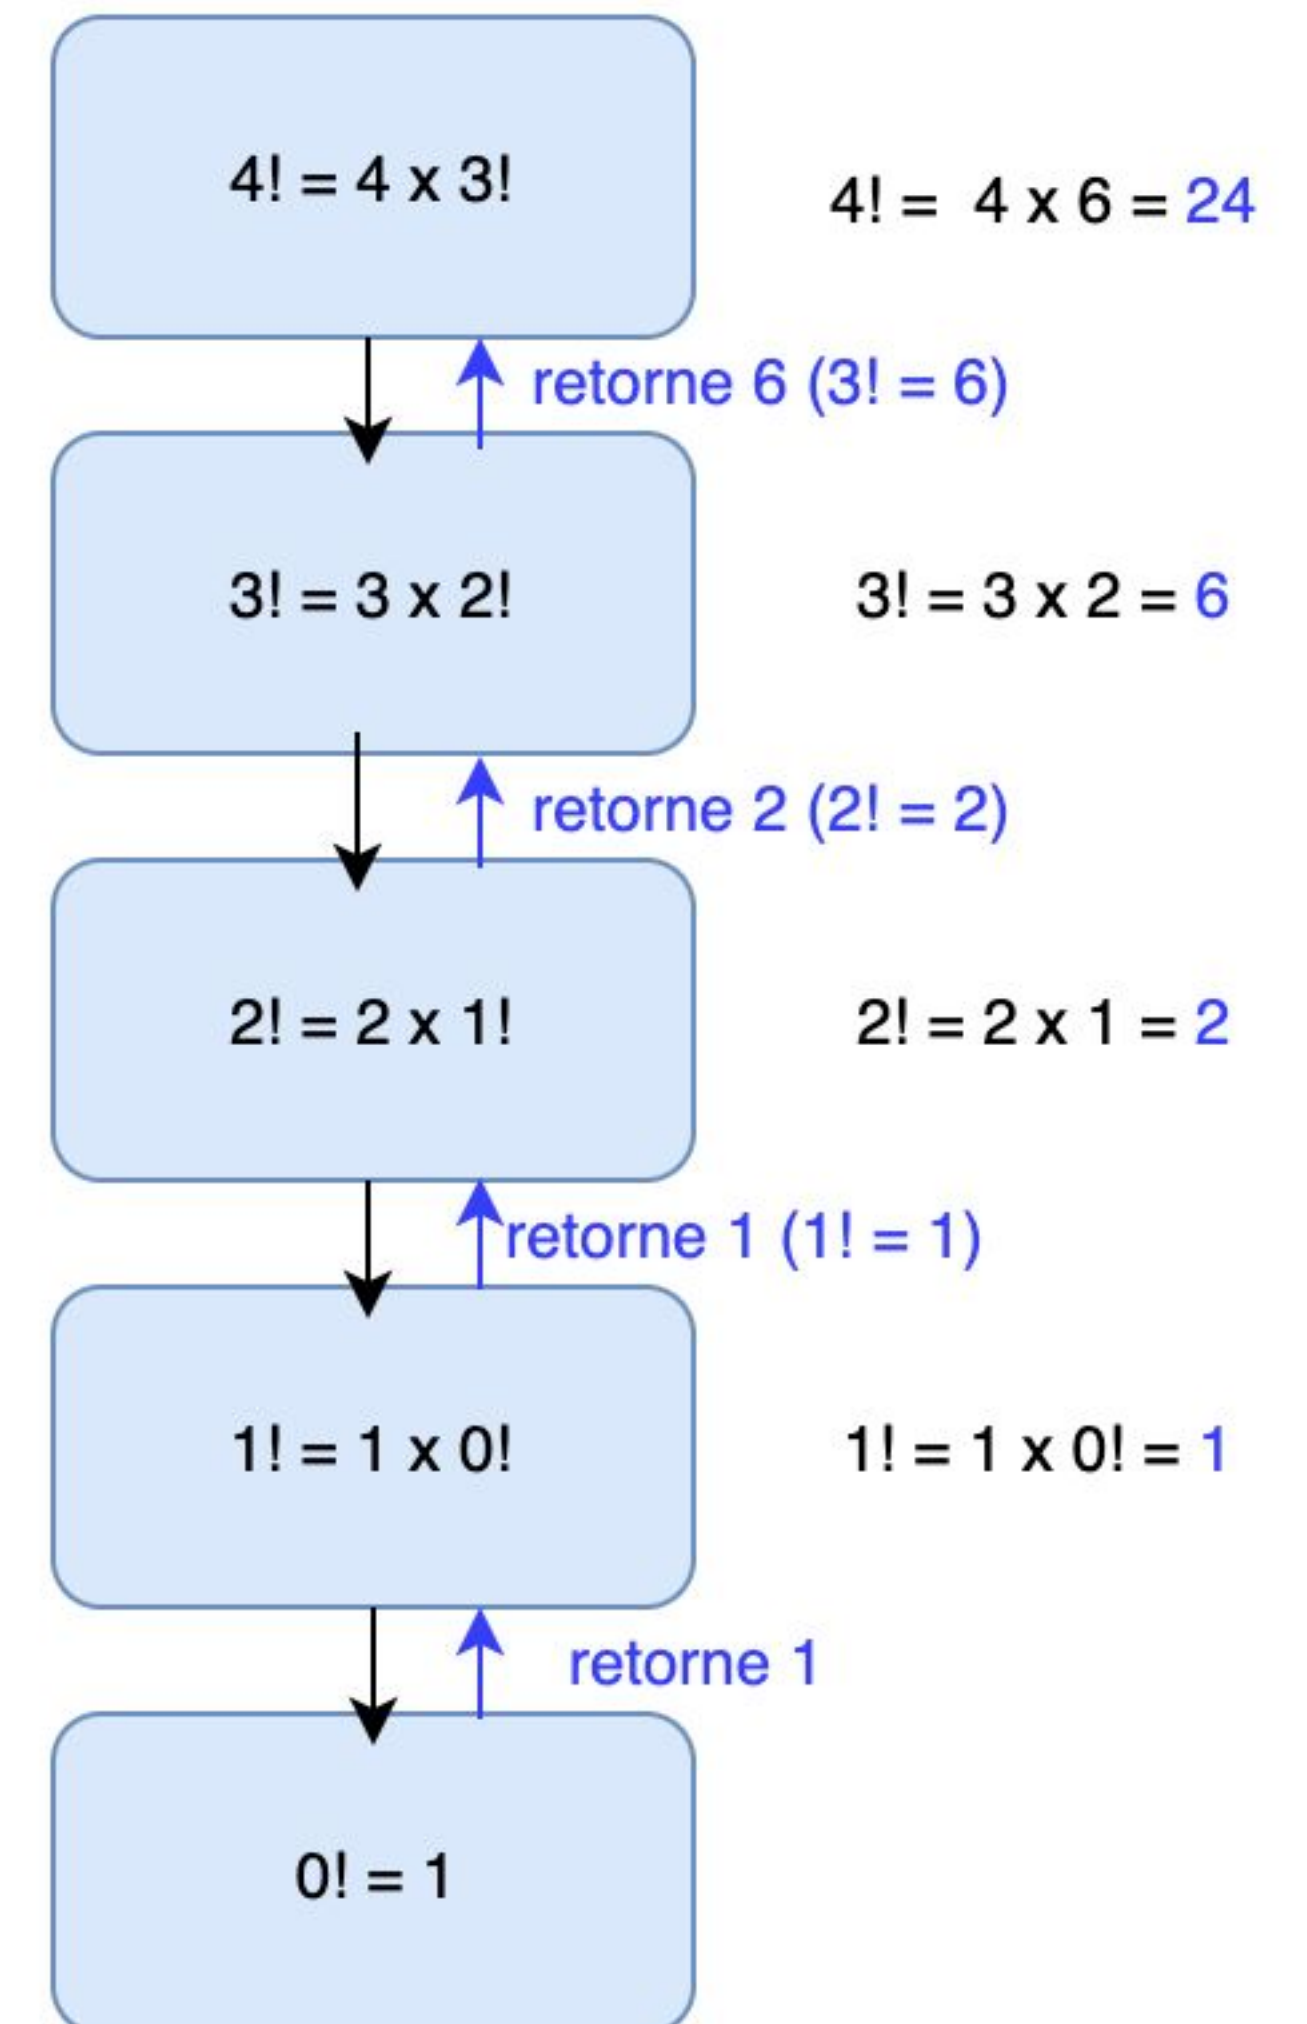 4! = 4 x 3!
4! = 4 x 6 = 24
retorne 6 (3! = 6)
3! = 3 x 2!
3! = 3 x 2 = 6
retorne 2 (2! = 2)
2! = 2 x 1!
2! = 2 x 1 = 2
retorne 1 (1! = 1)
1! = 1 x 0!
1! = 1 x 0! = 1
retorne 1
0! = 1